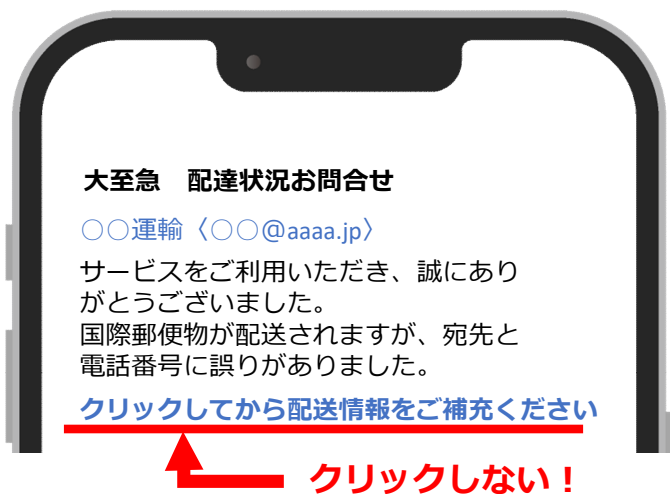 大至急　配達状況お問合せ
○○運輸〈○○@aaaa.jp〉
サービスをご利用いただき、誠にあり
がとうございました。
国際郵便物が配送されますが、宛先と
電話番号に誤りがありました。
クリックしてから配送情報をご補充ください
クリックしない！